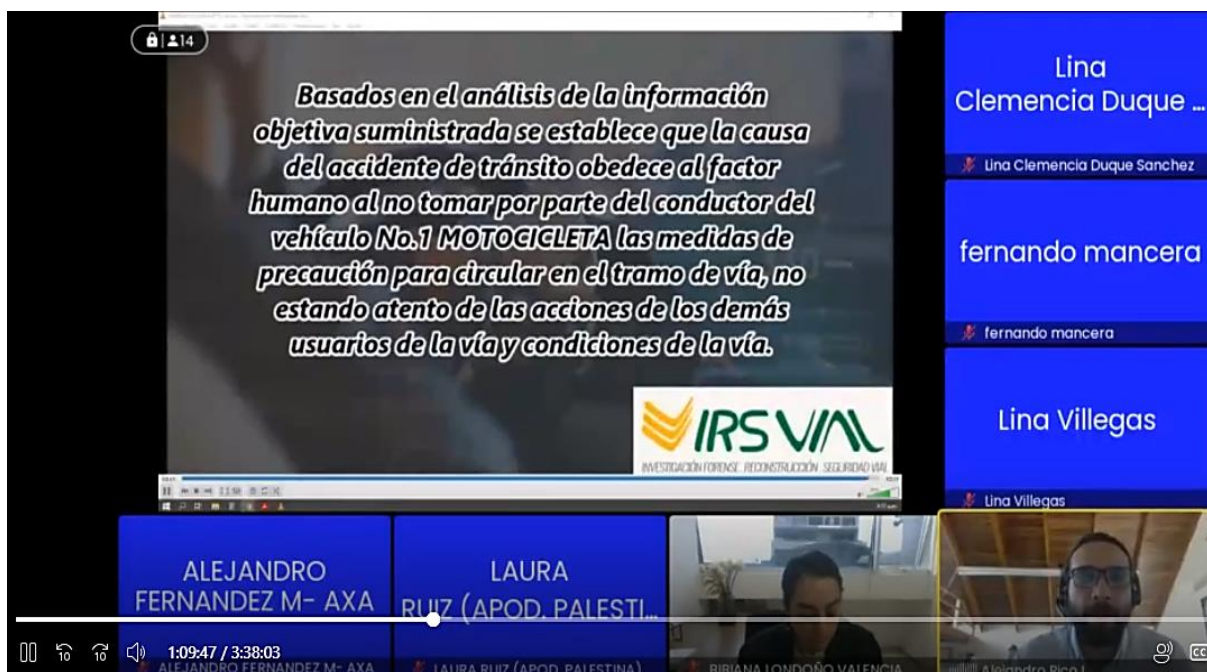 14
Basados en el análisis de la información
objetiva suministrada se establece que la causa
del accidente de tránsito obedece al factor
humano al no tomar por parte del conductor del
vehículo No.1 MOTOCICLETA las medidas de
precaución para circular en el tramo de vía, no
estando atento de las acciones de los demás
usuarios de la vía y condiciones de la vía.
IRS VIAL
INVESTIGACIÓN FORENSE RECONSTRUCCIÓN SEGURIDAD VIAL
Lina
Clemencia Duque ...
Lina Clemencia Duque Sanchez
fernando mancera
fernando mancera
Lina Villegas
Lina Villegas
ALEJANDRO
FERNANDEZ M- AXA
ALEJANDRO FERNANDEZ M- AXA
LAURA
RUIZ (APOD. PALESTI...
LAURA RUIZ (APOD. PALESTINA)
BIBIANA LONDOÑO VALENCIA
Alejandro Rico
10
10
1:09:47 / 3:38:03
CC